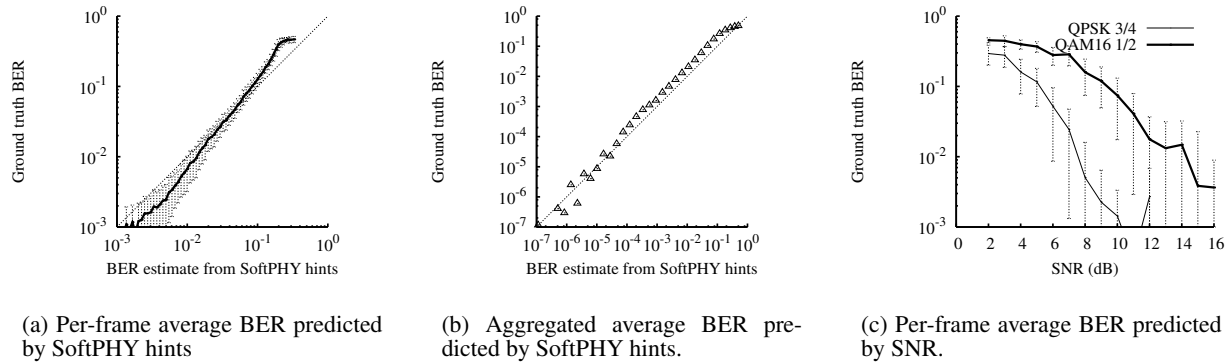 10^0
10^-1
10^-2
10^-3
10^-3 10^-2 10^-1 10^0
Ground truth BER
BER estimate from SoftPHY hints
(a) Per-frame average BER predicted
by SoftPHY hints
10^0
10^-1
10^-2
10^-3
10^-4
10^-5
10^-6
10^-7
10^-7 10^-6 10^-5 10^-4 10^-3 10^-2 10^-1 10^0
Ground truth BER
BER estimate from SoftPHY hints
(b) Aggregated average BER pre-
dicted by SoftPHY hints.
QPSK 3/4
QAM16 1/2
10^0
10^-1
10^-2
10^-3
0 2 4 6 8 10 12 14 16
Ground truth BER
SNR (dB)
(c) Per-frame average BER predicted
by SNR.